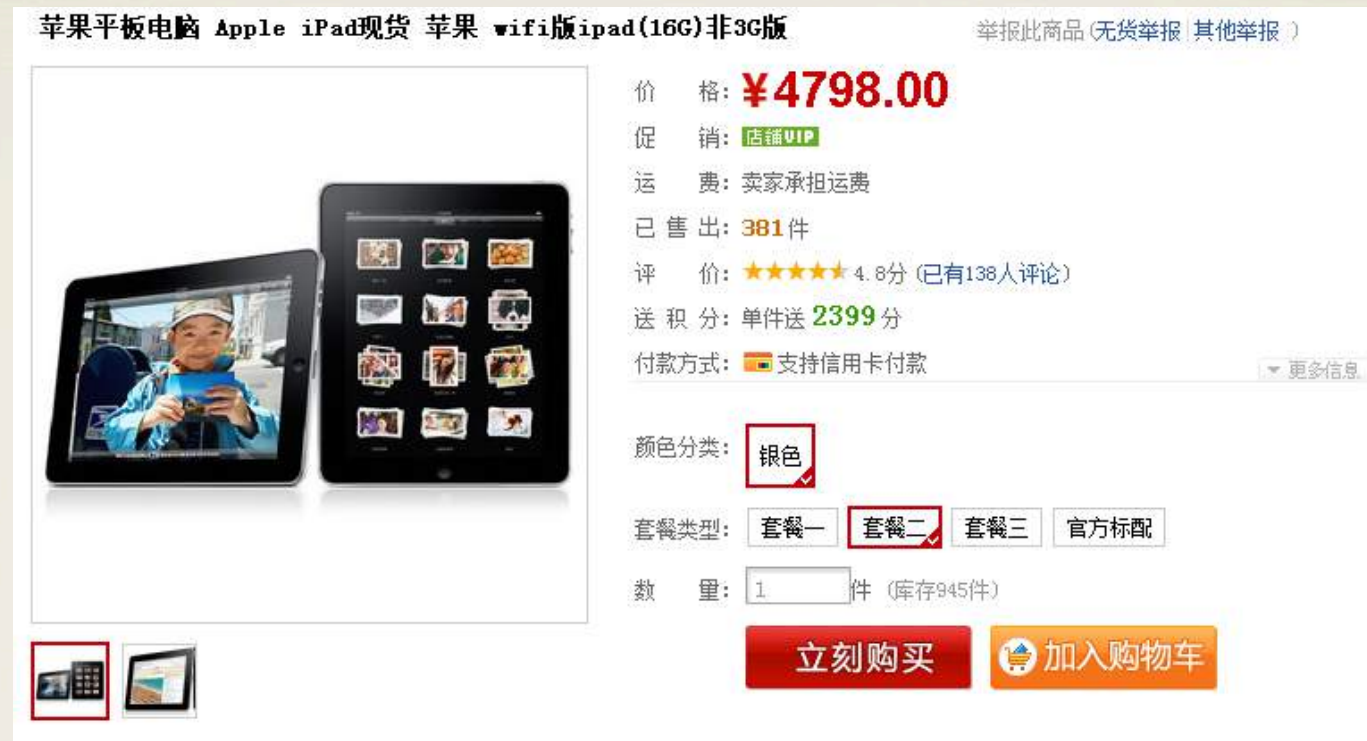 苹果平板电脑 Apple iPad现货 苹果 wifi版ipad(16G)非3G版
举报此商品(无货举报 其他举报 )
价 格: ¥4798.00
促 销: 店铺VIP
运 费: 卖家承担运费
已 售 出: 381件
评 价: 4.8分 (已有138人评论)
送 积 分: 单件送 2399 分
付款方式: 支持信用卡付款
更多信息
颜色分类: 银色
套餐类型: 套餐一 套餐二 套餐三 官方标配
数 量: 1 件 (库存945件)
立刻购买 加入购物车